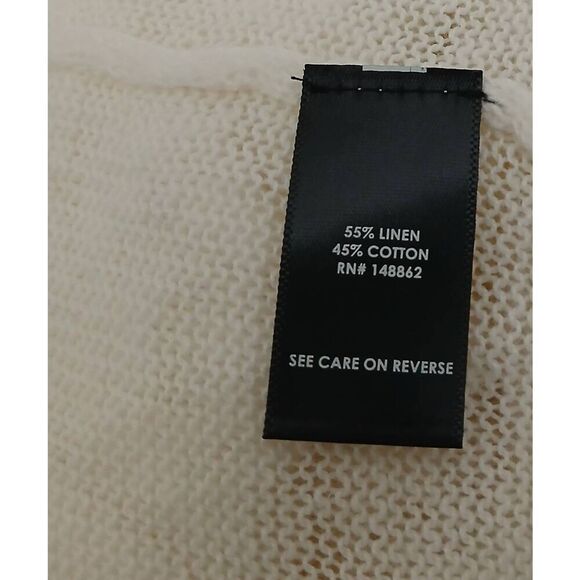 55% LINEN
45% COTTON
RN# 148862
SEE CARE ON REVERSE